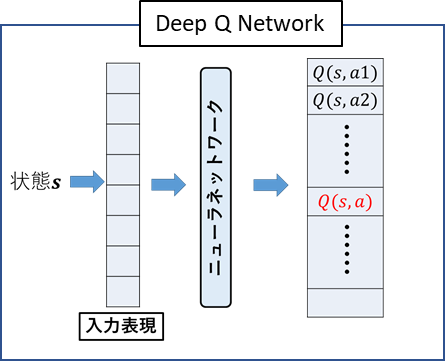 Deep Q Network
状態s
入力表現
ニューラネットワーク
Q(s,a1)
Q(s,a2)
Q(s,a)